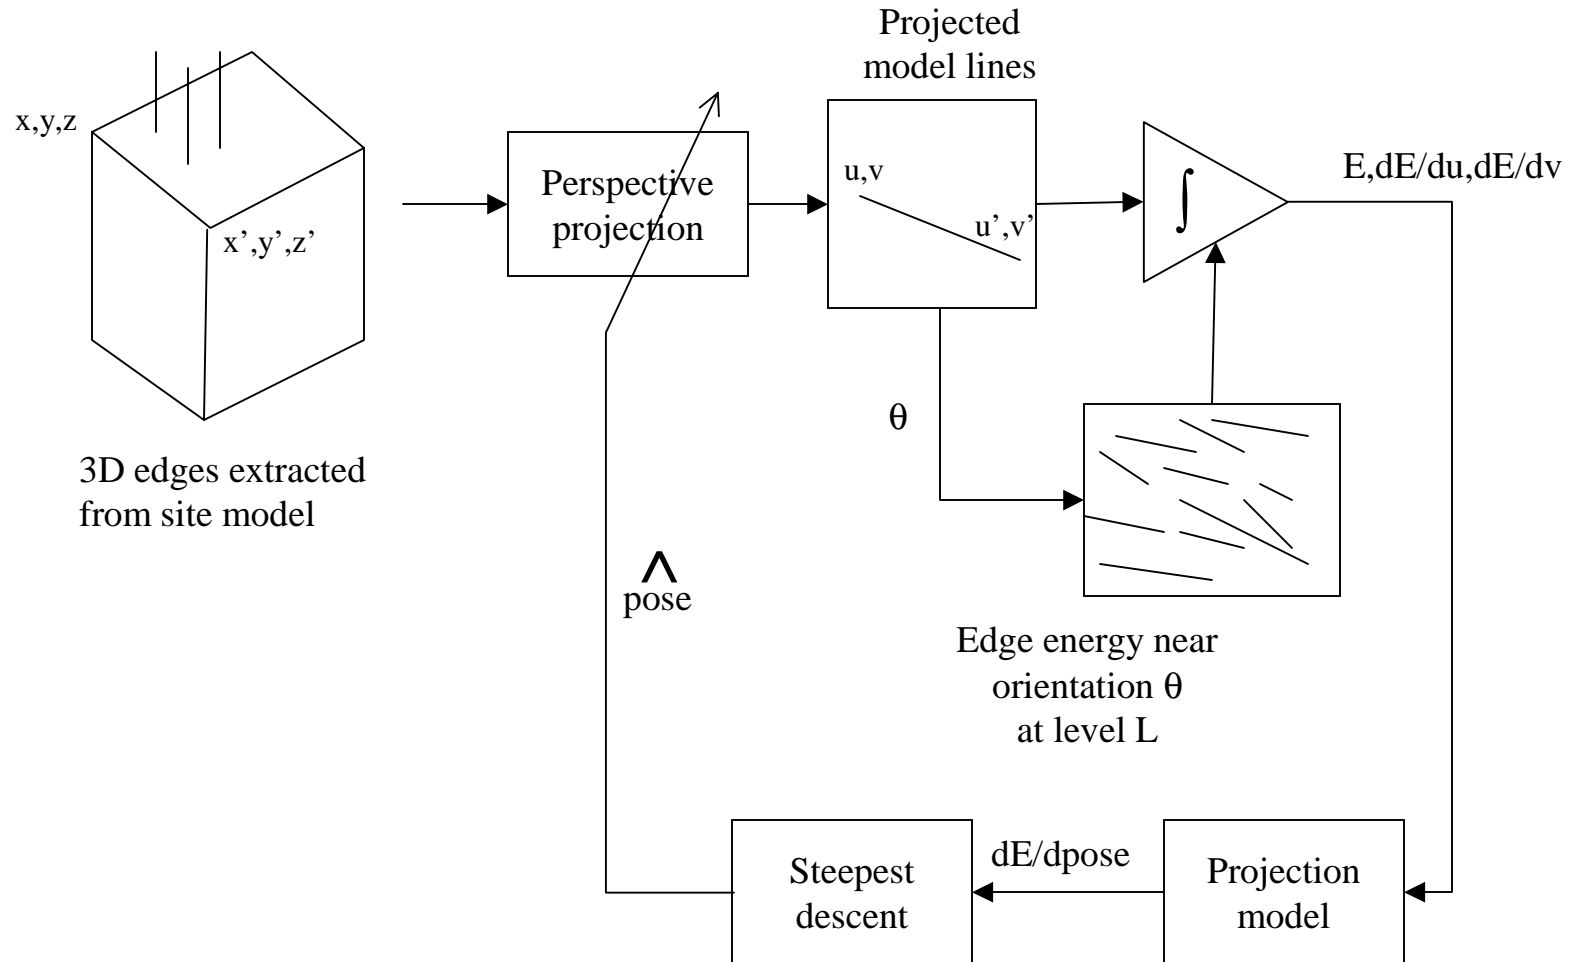 Projected
model lines
x,y,z
x’,y’,z’
3D edges extracted
from site model
Perspective
projection
u,v
u’,v’
∫
E,dE/du,dE/dv
θ
Edge energy near
orientation θ
at level L
^
pose
Steepest
descent
dE/dpose
Projection
model